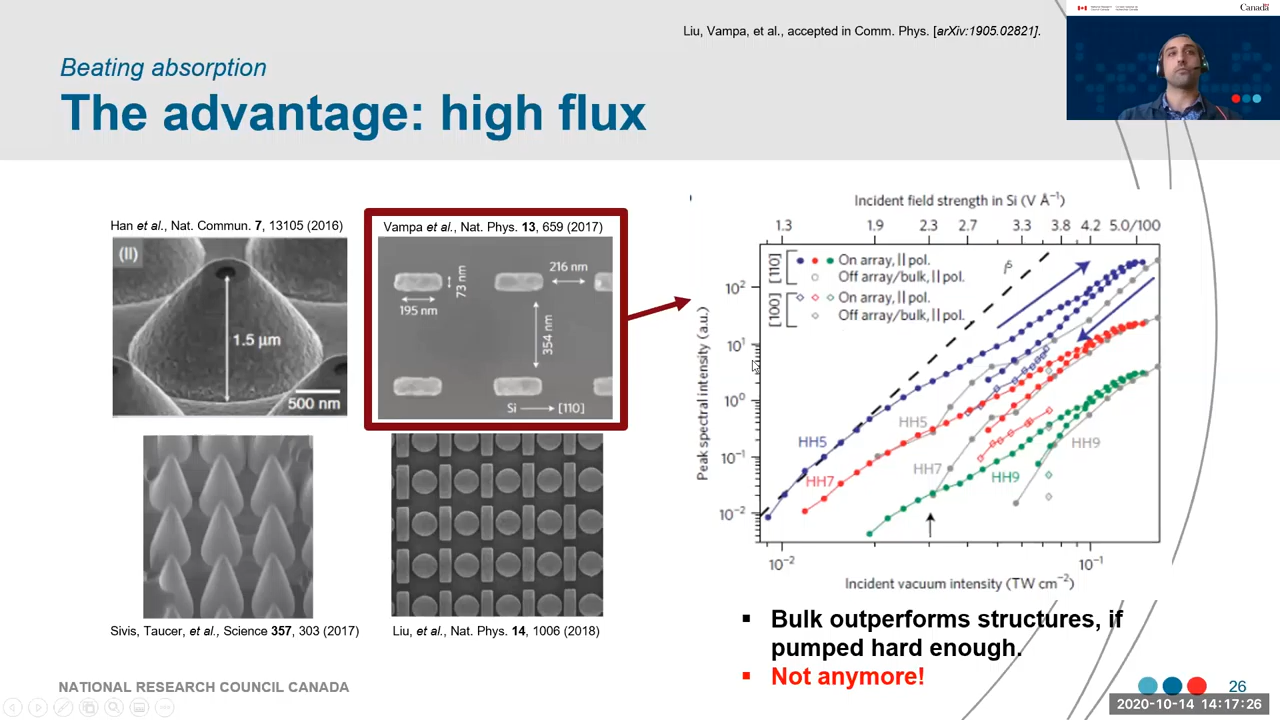 Liu, Vampa, et al., accepted in Comm. Phys. [arXiv:1905.02821].
Canada
Beating absorption
The advantage: high flux
Han et al., Nat. Commun. 7, 13105 (2016)
(II)
1.5 μm
500 nm
Vampa et al., Nat. Phys. 13, 659 (2017)
216 nm
73 nm
195 nm
354 nm
Si [110]
Sivis, Taucer, et al., Science 357, 303 (2017)
Liu, et al., Nat. Phys. 14, 1006 (2018)
Incident field strength in Si (V Å⁻¹)
1.3 1.9 2.3 2.7 3.3 3.8 4.2 5.0/100
[110]
On array, || pol.
Off array/bulk, || pol.
[100]
On array, || pol.
Off array/bulk, || pol.
I⁵
Peak spectral intensity (a.u.)
10²
10¹
10⁰
10⁻¹
10⁻²
HH5
HH5
HH7
HH7
HH9
HH9
10⁻² 10⁻¹
Incident vacuum intensity (TW cm⁻²)
▪ Bulk outperforms structures, if
pumped hard enough.
▪ Not anymore!
NATIONAL RESEARCH COUNCIL CANADA
26
2020-10-14 14:17:26